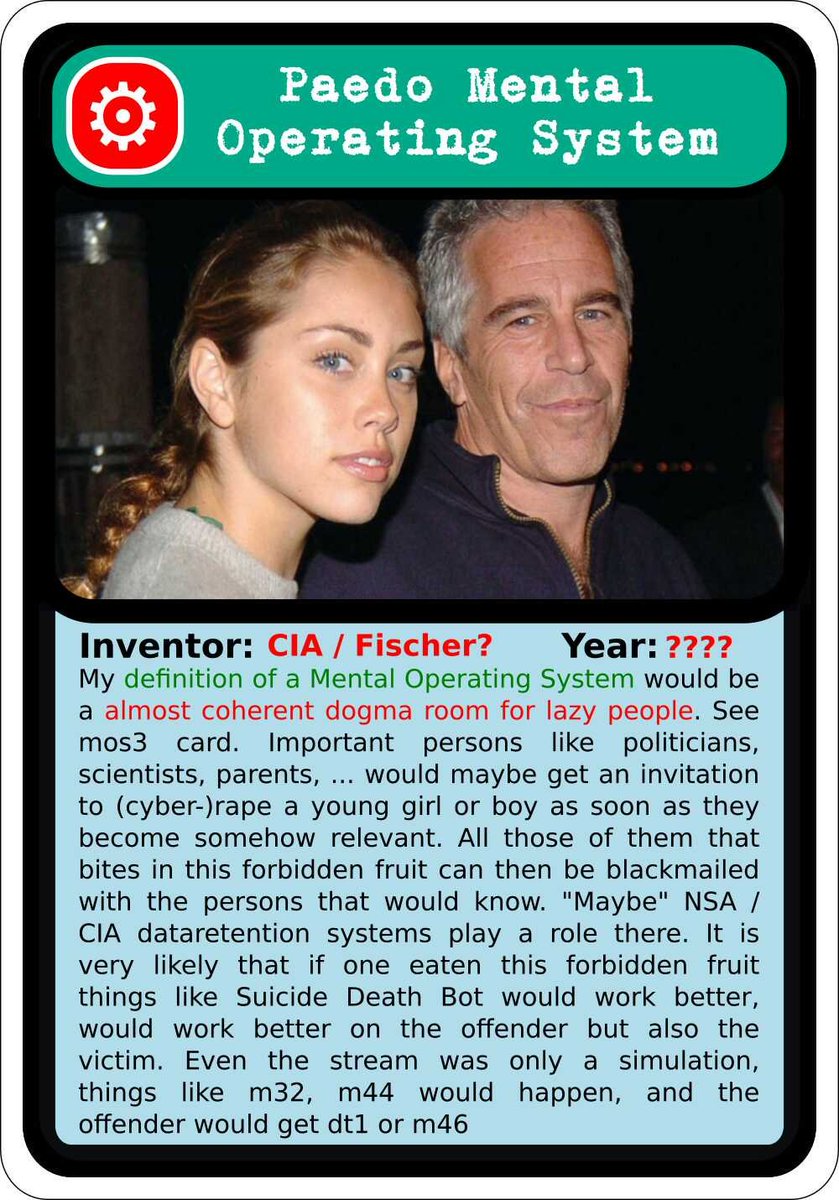 Paedo Mental
Operating System
Inventor: CIA / Fischer? Year: ????
My definition of a Mental Operating System would be
a almost coherent dogma room for lazy people. See
mos3 card. Important persons like politicians,
scientists, parents, ... would maybe get an invitation
to (cyber-)rape a young girl or boy as soon as they
become somehow relevant. All those of them that
bites in this forbidden fruit can then be blackmailed
with the persons that would know. "Maybe" NSA /
CIA dataretention systems play a role there. It is
very likely that if one eaten this forbidden fruit
things like Suicide Death Bot would work better,
would work better on the offender but also the
victim. Even the stream was only a simulation,
things like m32, m44 would happen, and the
offender would get dt1 or m46